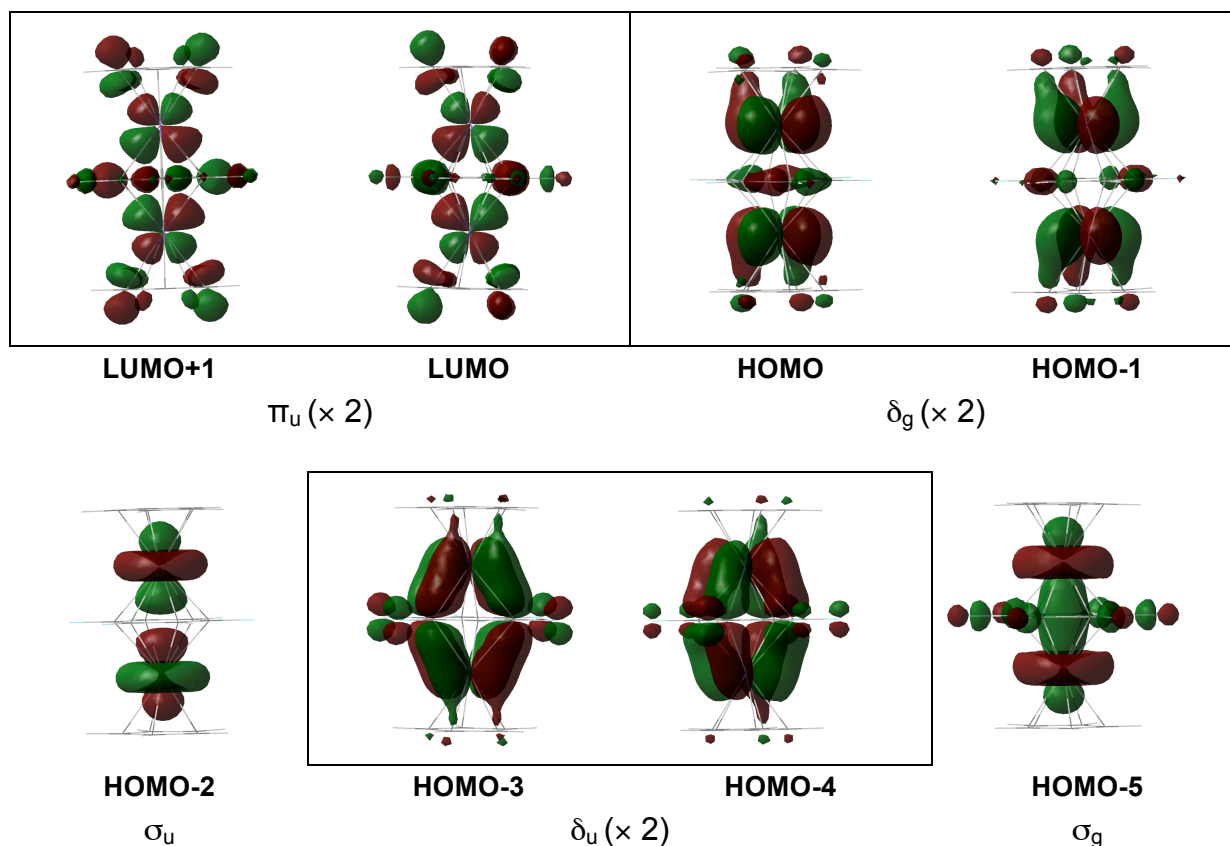 LUMO+1 LUMO HOMO HOMO-1
πu (× 2) δg (× 2)
HOMO-2 HOMO-3 HOMO-4 HOMO-5
σu δu (× 2) σg